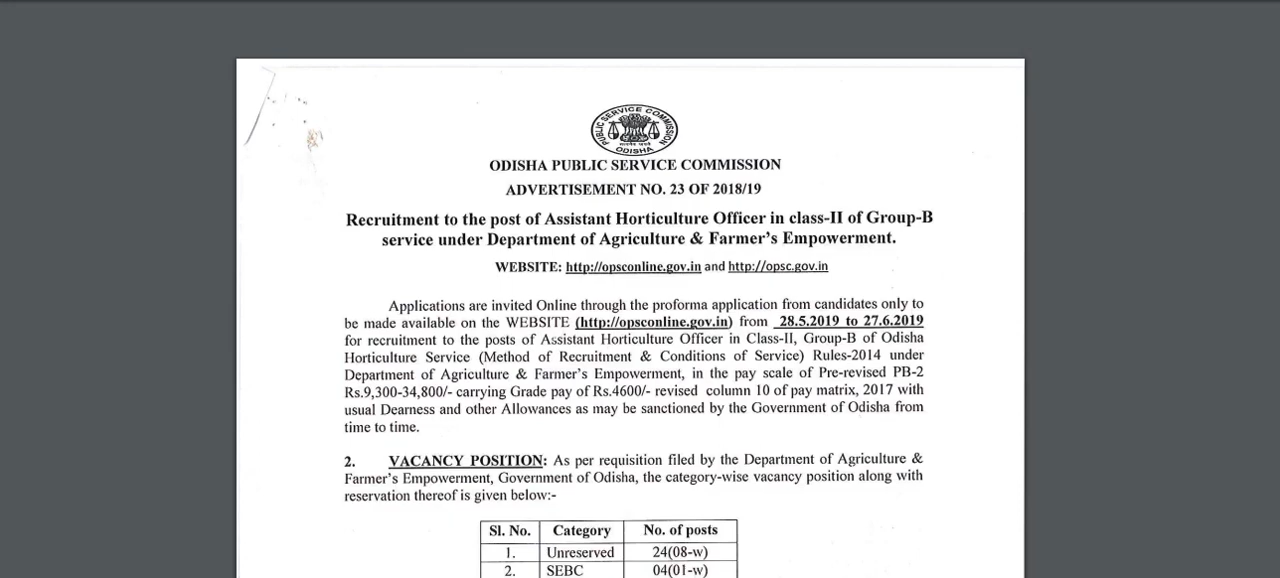 PUBLIC SERVICE COMMISSION
ODISHA
ODISHA PUBLIC SERVICE COMMISSION
ADVERTISEMENT NO. 23 OF 2018/19
Recruitment to the post of Assistant Horticulture Officer in class-II of Group-B
service under Department of Agriculture & Farmer's Empowerment.
WEBSITE: http://opsconline.gov.in and http://opsc.gov.in
Applications are invited Online through the proforma application from candidates only to
be made available on the WEBSITE (http://opsconline.gov.in) from 28.5.2019 to 27.6.2019
for recruitment to the posts of Assistant Horticulture Officer in Class-II, Group-B of Odisha
Horticulture Service (Method of Recruitment & Conditions of Service) Rules-2014 under
Department of Agriculture & Farmer's Empowerment, in the pay scale of Pre-revised PB-2
Rs.9,300-34,800/- carrying Grade pay of Rs.4600/- revised column 10 of pay matrix, 2017 with
usual Dearness and other Allowances as may be sanctioned by the Government of Odisha from
time to time.
2. VACANCY POSITION: As per requisition filed by the Department of Agriculture &
Farmer's Empowerment, Government of Odisha, the category-wise vacancy position along with
reservation thereof is given below:-
Sl. No. Category No. of posts
1. Unreserved 24(08-w)
2. SEBC 04(01-w)